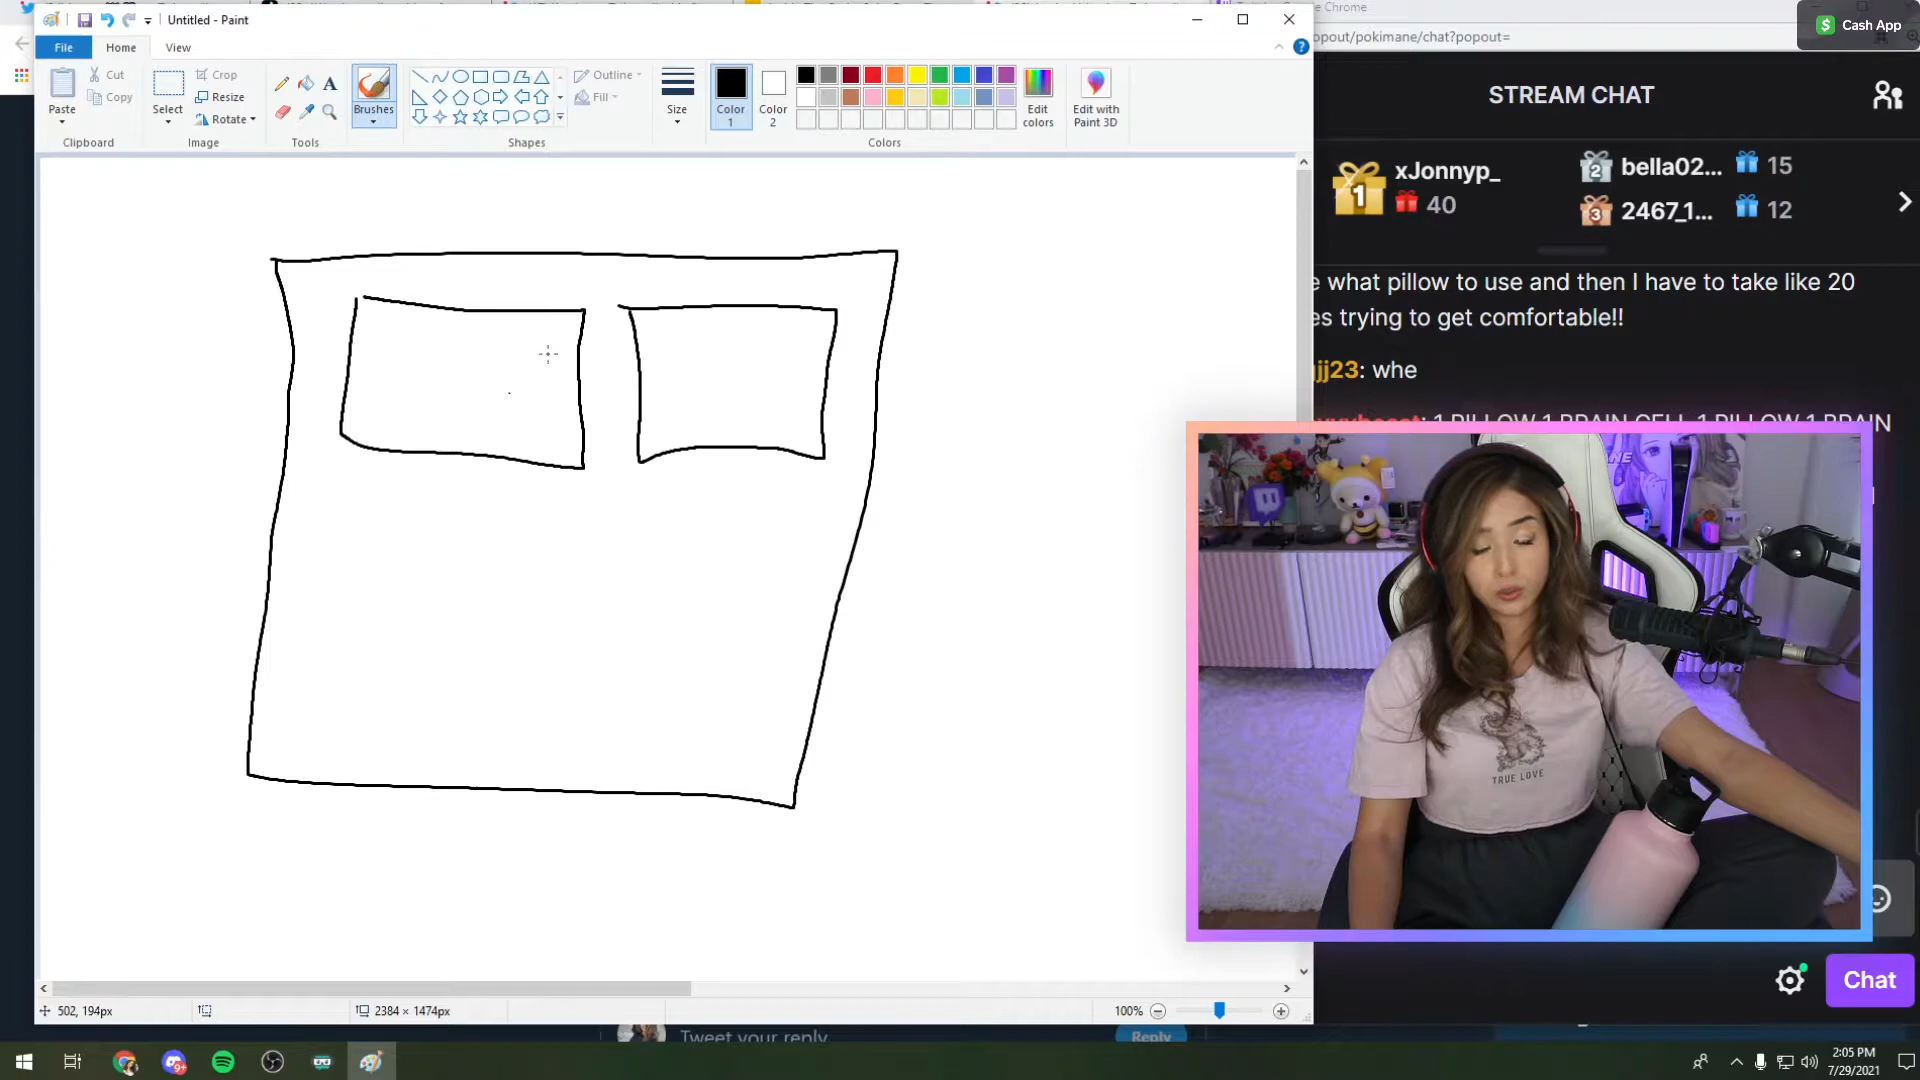 Untitled - Paint
Chrome
Cash App
File
Home
View
opout/pokimane/chat?popout=
Paste
Cut
Copy
Select
Crop
Resize
Rotate
Brushes
Outline
Fill
Size
Color 1
Color 2
Edit colors
Edit with Paint 3D
Clipboard
Image
Tools
Shapes
Colors
STREAM CHAT
1
xJonnyp_
40
2
bella02...
15
3
2467_1...
12
e what pillow to use and then I have to take like 20
es trying to get comfortable!!
jj23: whe
1 PILLOW 1 BRAIN CELL 1 PILLOW 1 BRAIN
TRUE LOVE
Chat
502, 194px
2384 × 1474px
100%
Tweet your reply
Reply
2:05 PM
7/29/2021